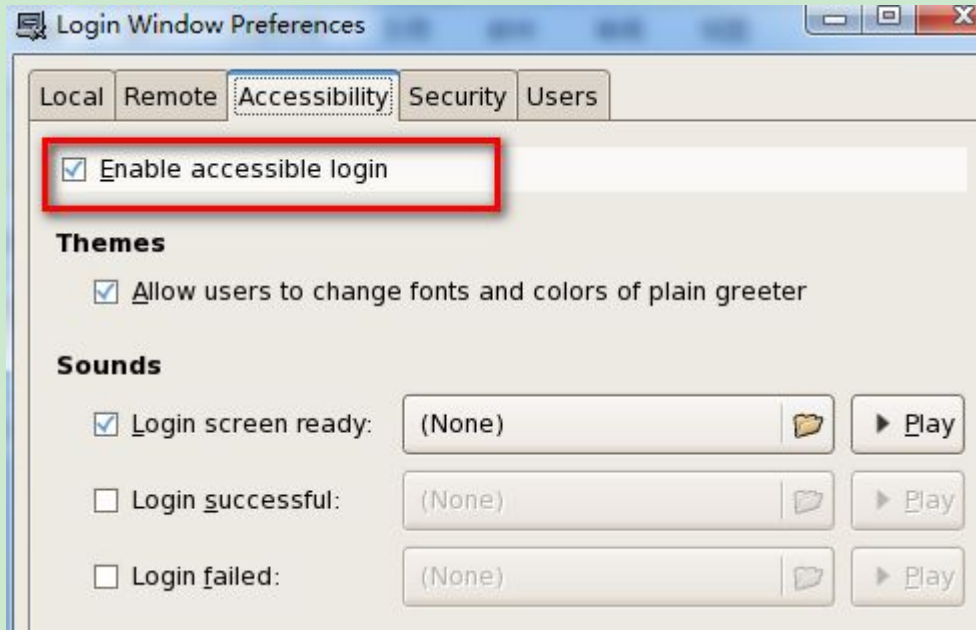 Login Window Preferences
Local Remote Accessibility Security Users
Enable accessible login
Themes
Allow users to change fonts and colors of plain greeter
Sounds
Login screen ready: (None) Play
Login successful: (None) Play
Login failed: (None) Play